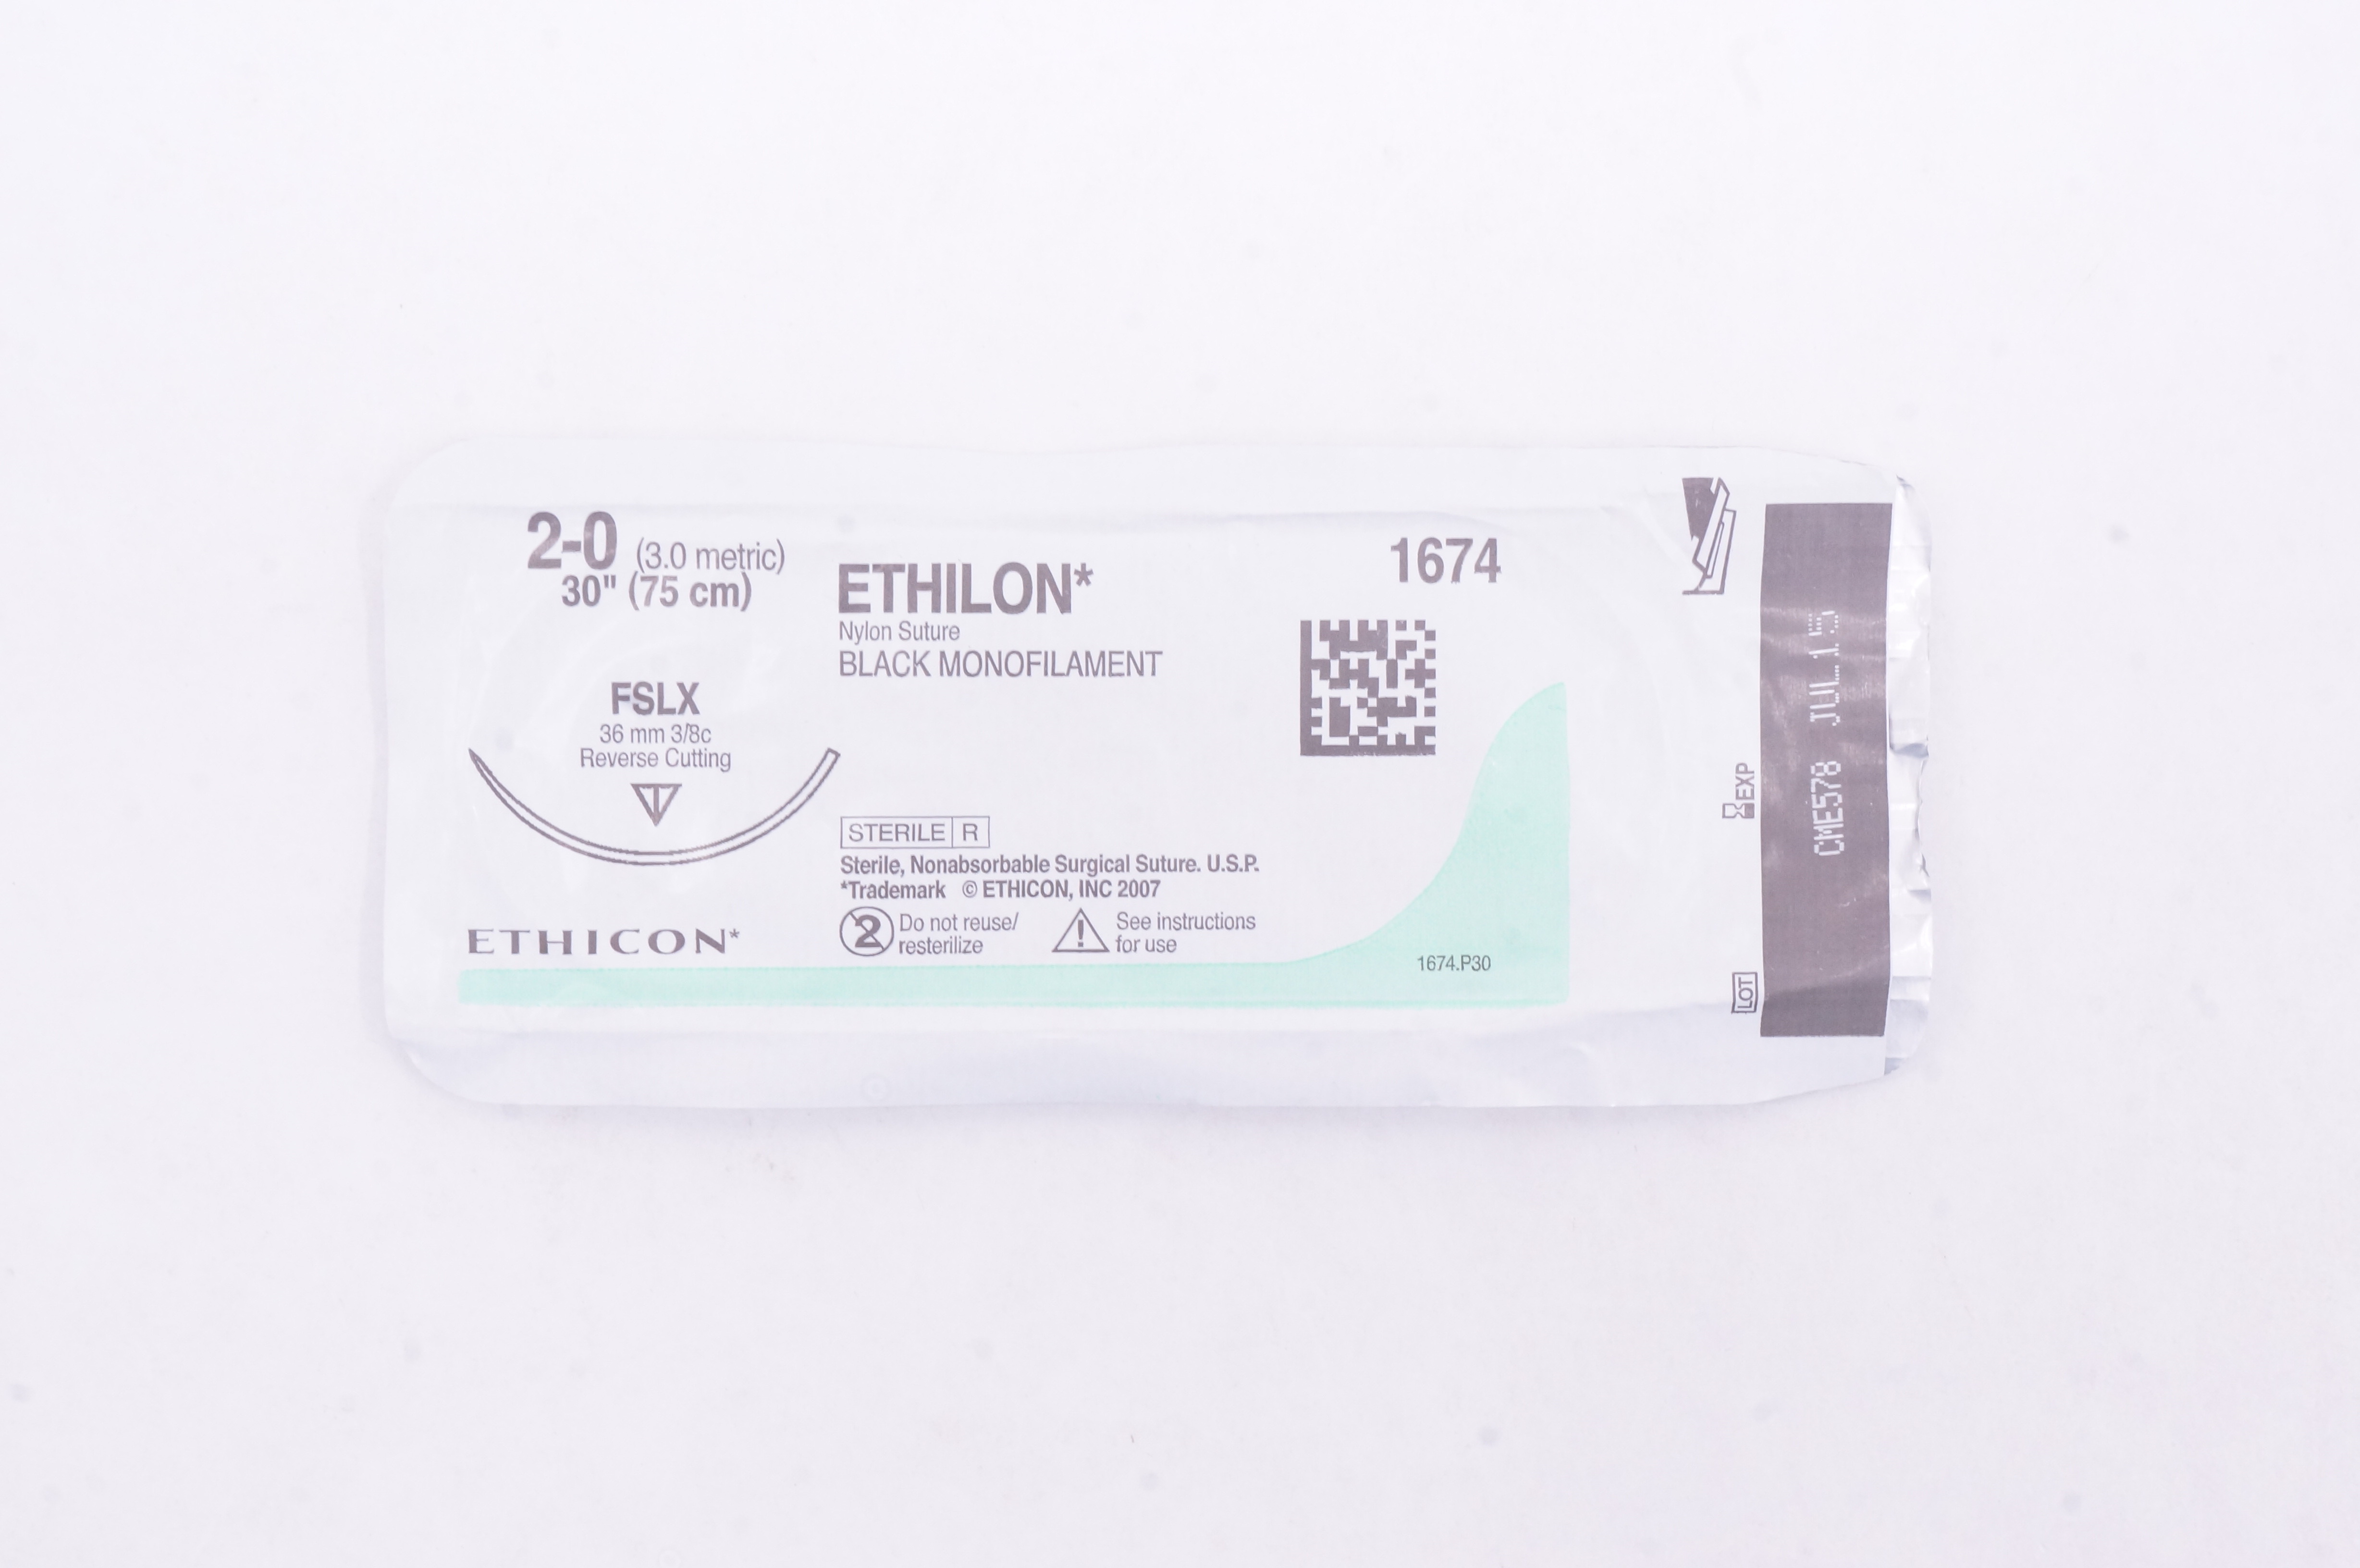 2-0 (3.0 metric)
30" (75 cm)
FSLX
36 mm 3/8c
Reverse Cutting
ETHICON*
ETHILON*
Nylon Suture
BLACK MONOFILAMENT
STERILE R
Sterile, Nonabsorbable Surgical Suture. U.S.P.
*Trademark © ETHICON, INC 2007
2 Do not reuse/
resterilize
! See instructions
for use
1674
1674.P30
EXP
LOT
CME578 JUL15